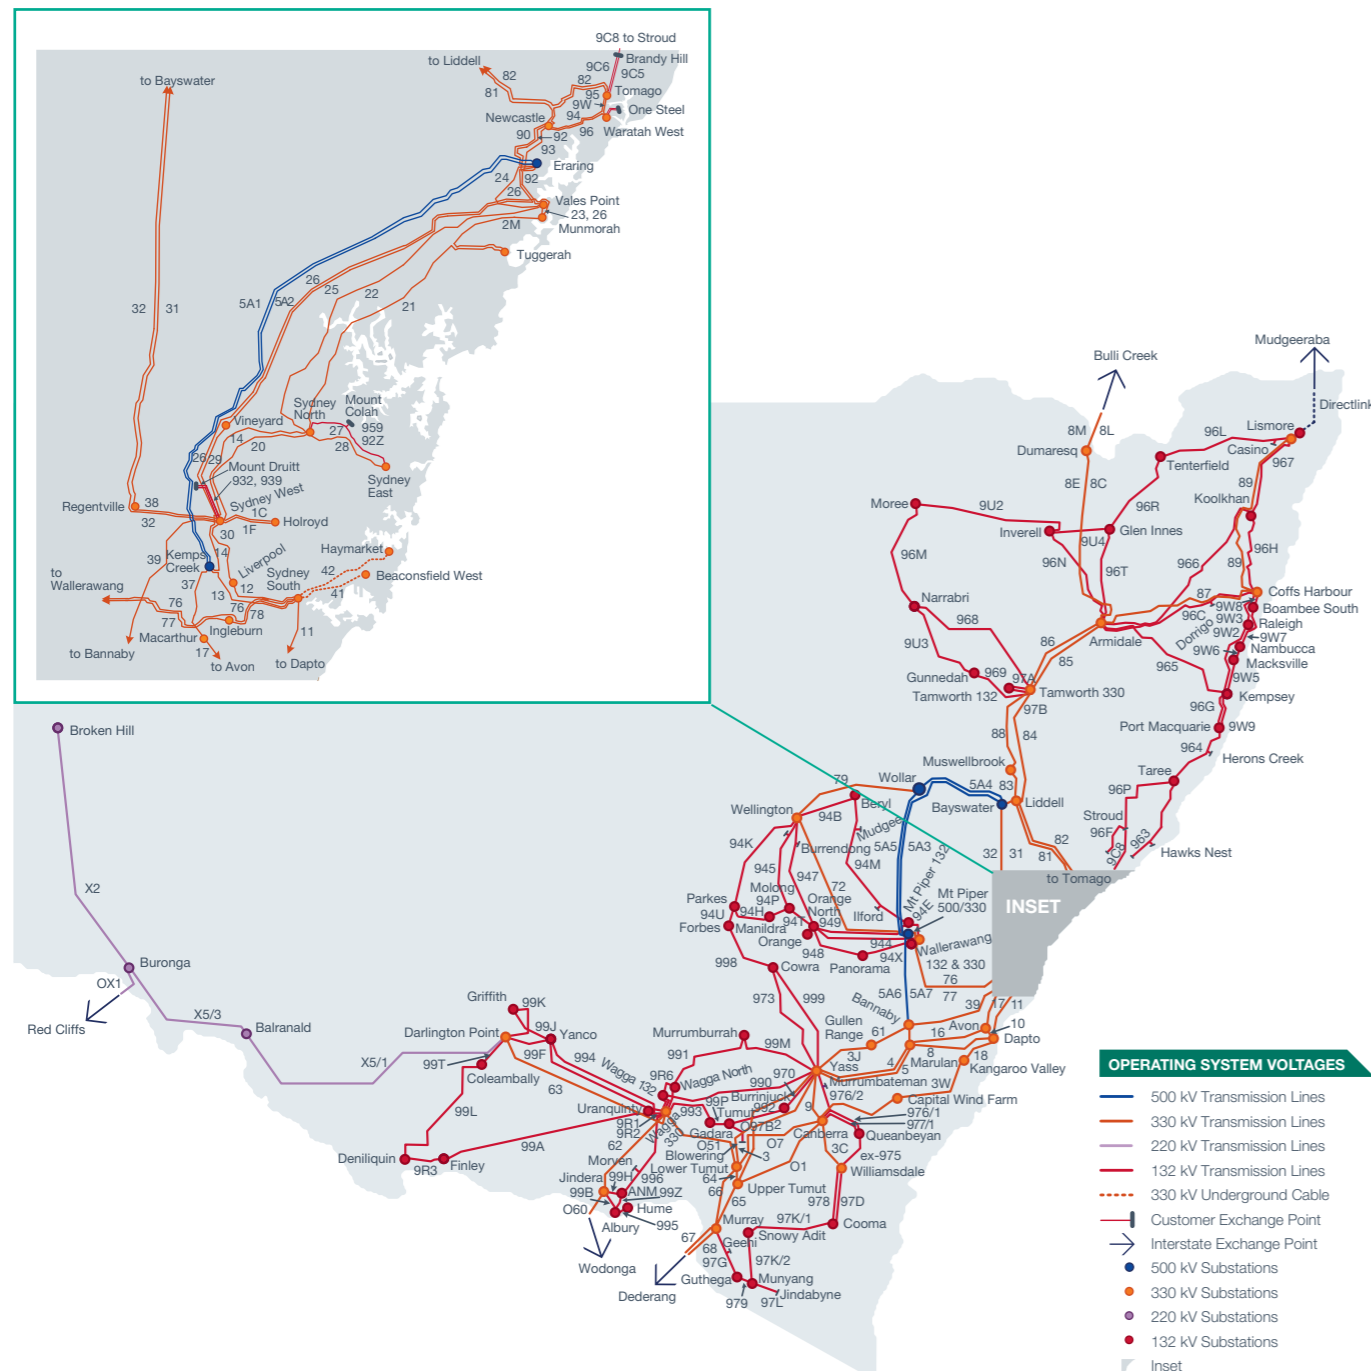 9C8 to Stroud
Brandy Hill
9C6
9C5
to Liddell
82
82
81
95
Tomago
9W
One Steel
to Bayswater
Newcastle
94
96
Waratah West
90
92
93
Eraring
24
92
26
Vales Point
23, 26
2M
Munmorah
Tuggerah
26
25
22
21
5A1
5A2
32
31
Sydney
North
Mount
Colah
959
92Z
Vineyard
14
20
27
28
26
29
Mount Druitt
932, 939
Sydney
East
Sydney West
Regentville
38
32
1C
1F
Holroyd
30
39
Kemps
Creek
14
Liverpool
Haymarket
42
Sydney
South
Beaconsfield West
41
to
Wallerawang
37
13
12
76
77
76
78
Ingleburn
Macarthur
17
11
to Bannaby
to Avon
to Dapto
Mudgeeraba
Bulli Creek
Directlink
8M
8L
96L
Lismore
Casino
967
Dumaresq
Tenterfield
8E
8C
89
Moree
9U2
96R
Koolkhan
Inverell
9U4
Glen Innes
96M
96N
96T
966
96H
89
Narrabri
968
87
Coffs Harbour
96C
9W8
Boambee South
Dorrigo
9W3
Raleigh
Armidale
9W2
9W7
9U3
86
85
965
9W6
Nambucca
Macksville
Gunnedah
969
97A
9W5
Tamworth 132
Tamworth 330
Kempsey
97B
96G
Port Macquarie
9W9
88
84
964
Herons Creek
Muswellbrook
Taree
Broken Hill
Wollar
79
5A4
83
96P
Beryl
Bayswater
Liddell
Wellington
94B
Stroud
Mudgee
96F
94K
Burrendong
5A5
5A3
82
9C8
963
Hawks Nest
945
94M
32
31
81
947
Mt Piper 132
to Tomago
X2
Molong
94P
72
Mt Piper
500/330
INSET
Parkes
94H
Orange
North
94E
94U
94T
949
Ilford
Forbes
Manildra
Orange
944
Wallerawang
132 & 330
948
94X
Panorama
998
Cowra
76
77
Buronga
OX1
973
999
5A6
5A7
Red Cliffs
X5/3
Griffith
99K
Bannaby
39
17
11
Balranald
Darlington Point
99J
Yanco
Murrumburrah
Gullen
Range
61
Avon
10
16
Dapto
99T
99F
994
991
99M
3J
X5/1
8
Marulan
18
Coleambally
Wagga 132
9R6
Wagga North
970
4
5
Kangaroo Valley
Yass
63
990
Murrumbateman
99P
Burrinjuck
976/2
3W
Uranquinty
993
Tumut
992
Capital Wind Farm
99L
9R1
9R2
Wagga
330
Gadara
O97B2
9
976/1
977/1
Canberra
Queanbeyan
O51
O7
3C
ex-975
99A
62
Blowering
3
Deniliquin
9R3
Finley
Morven
Lower Tumut
O1
Williamsdale
Jindera
99H
996
64
99B
ANM
99Z
66
Upper Tumut
65
978
97D
O60
Hume
97K/1
Cooma
Albury
995
Murray
Snowy Adit
67
Geehi
68
97G
97K/2
Wodonga
Guthega
Munyang
Dederang
979
97L
Jindabyne
OPERATING SYSTEM VOLTAGES
500 kV Transmission Lines
330 kV Transmission Lines
220 kV Transmission Lines
132 kV Transmission Lines
330 kV Underground Cable
Customer Exchange Point
Interstate Exchange Point
500 kV Substations
330 kV Substations
220 kV Substations
132 kV Substations
Inset